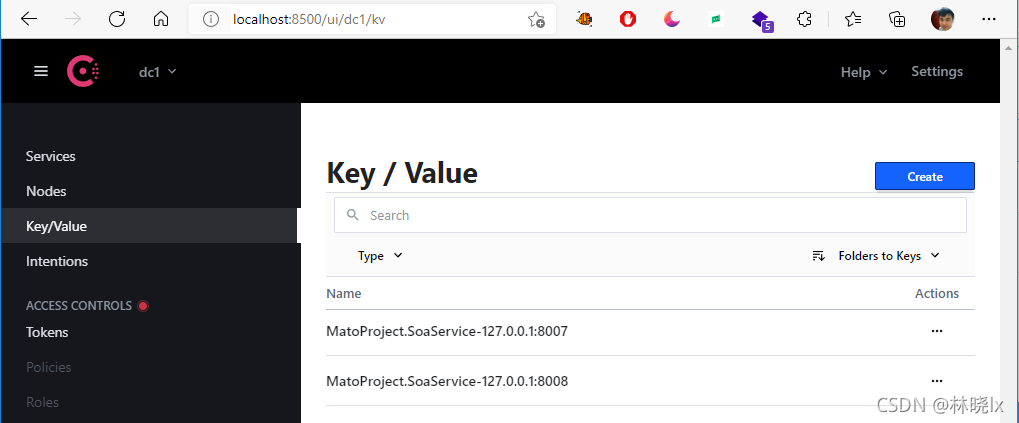 localhost:8500/ui/dc1/kv
5
dc1
Help
Settings
Services
Nodes
Key/Value
Intentions
ACCESS CONTROLS
Tokens
Policies
Roles
Key / Value
Create
Search
Type
Folders to Keys
Name
Actions
MatoProject.SoaService-127.0.0.1:8007
MatoProject.SoaService-127.0.0.1:8008
CSDN @林晓lx